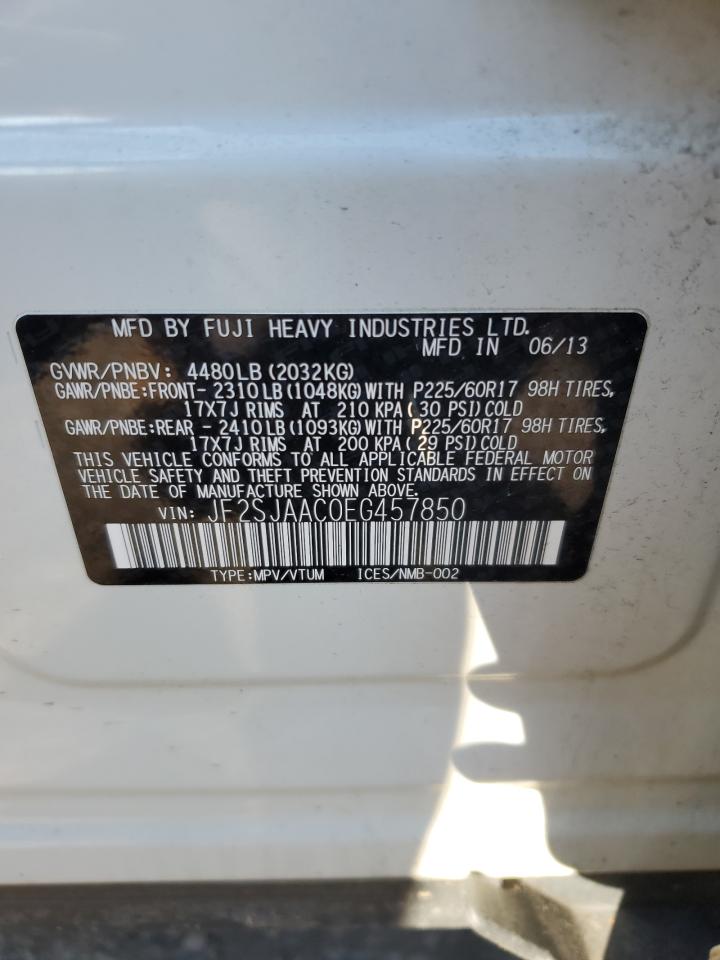 MFD BY FUJI HEAVY INDUSTRIES LTD.
MFD IN 06/13
GVWR/PNBV: 4480LB(2032KG)
GAWR/PNBE:FRONT- 2310LB(1048KG)WITH P225/60R17 98H TIRES,
17X7J RIMS AT 210 KPA( 30 PSI)COLD
GAWR/PNBE:REAR - 2410LB(1093KG)WITH P225/60R17 98H TIRES,
17X7J RIMS AT 200 KPA( 29 PSI)COLD
THIS VEHICLE CONFORMS TO ALL APPLICABLE FEDERAL MOTOR
VEHICLE SAFETY AND THEFT PREVENTION STANDARDS IN EFFECT ON
THE DATE OF MANUFACTURE SHOWN ABOVE.
VIN: JF2SJAAC0EG457850
TYPE:MPV/VTUM ICES/NMB-002